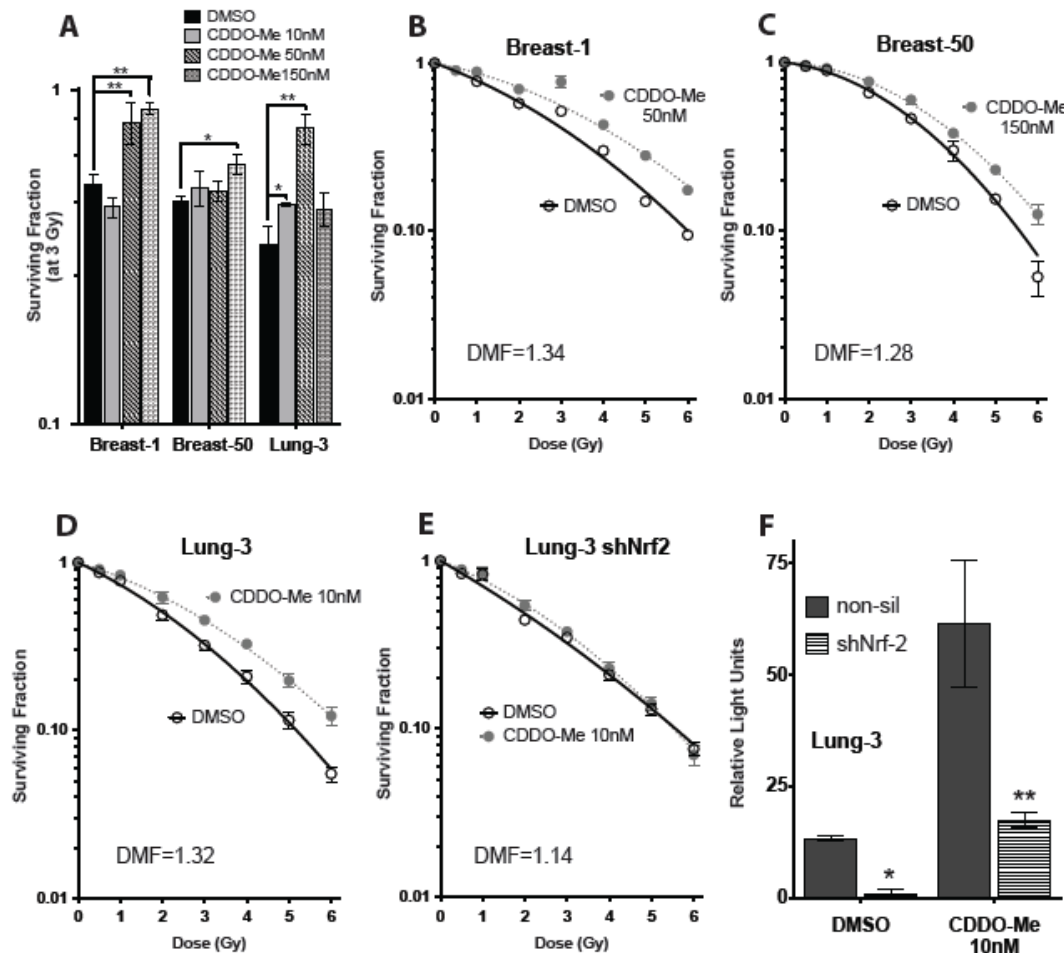 A
DMSO
CDDO-Me 10nM
CDDO-Me 50nM
CDDO-Me150nM
**
**
*
**
*
1
0.1
Surviving Fraction
(at 3 Gy)
Breast-1
Breast-50
Lung-3
B
Breast-1
CDDO-Me
50nM
DMSO
DMF=1.34
1
0.10
0.01
Surviving Fraction
0
1
2
3
4
5
6
Dose (Gy)
C
Breast-50
CDDO-Me
150nM
DMSO
DMF=1.28
1
0.10
0.01
Surviving Fraction
0
1
2
3
4
5
6
Dose (Gy)
D
Lung-3
CDDO-Me 10nM
DMSO
DMF=1.32
1
0.10
0.01
Surviving Fraction
0
1
2
3
4
5
6
Dose (Gy)
E
Lung-3 shNrf2
DMSO
CDDO-Me 10nM
DMF=1.14
1
0.10
0.01
Surviving Fraction
0
1
2
3
4
5
6
Dose (Gy)
F
non-sil
shNrf-2
Lung-3
75
50
25
0
Relative Light Units
*
**
DMSO
CDDO-Me
10nM